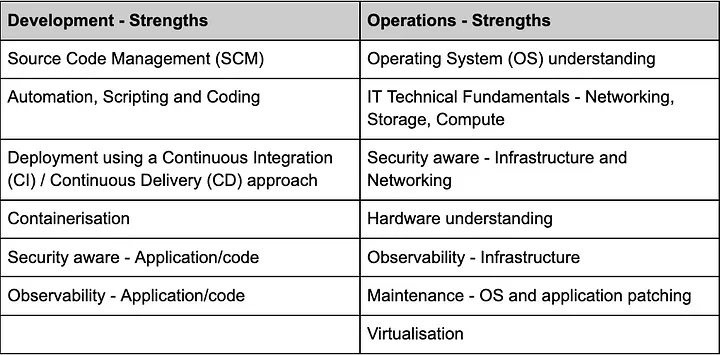 Development - Strengths
Operations - Strengths
Source Code Management (SCM)
Operating System (OS) understanding
Automation, Scripting and Coding
IT Technical Fundamentals - Networking,
Storage, Compute
Deployment using a Continuous Integration
(CI) / Continuous Delivery (CD) approach
Security aware - Infrastructure and
Networking
Containerisation
Hardware understanding
Security aware - Application/code
Observability - Infrastructure
Observability - Application/code
Maintenance - OS and application patching
Virtualisation